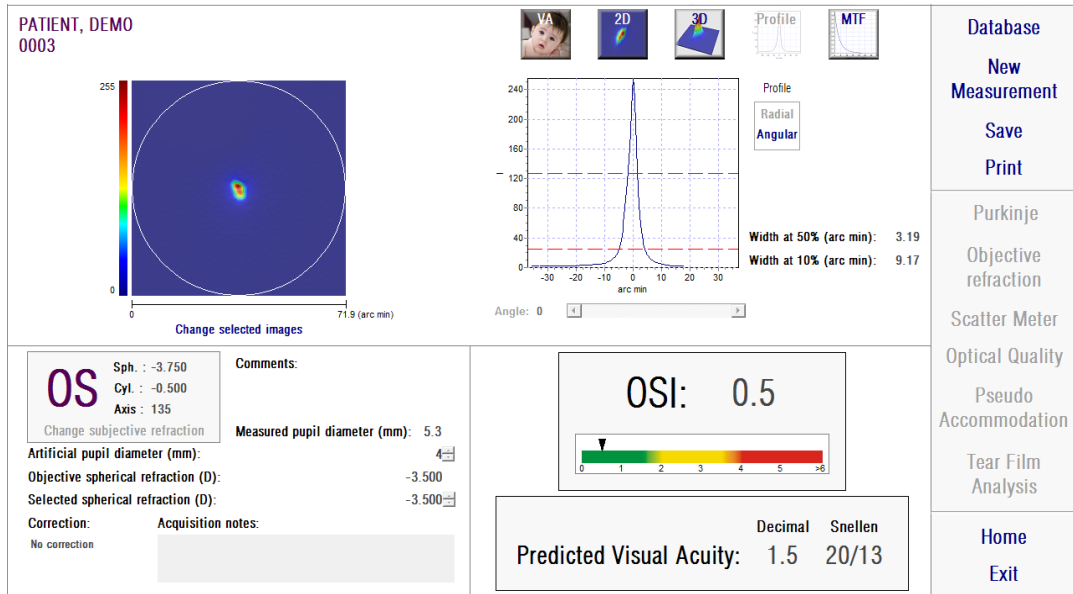 PATIENT, DEMO
0003
VA
2D
3D
Profile
MTF
255
0
0
71.9 (arc min)
Change selected images
240
200
160
120
80
40
0
-30 -20 -10 0 10 20 30
arc min
Profile
Radial
Angular
Width at 50% (arc min): 3.19
Width at 10% (arc min): 9.17
Angle: 0
OS
Sph. : -3.750
Cyl. : -0.500
Axis : 135
Change subjective refraction
Comments:
Measured pupil diameter (mm): 5.3
Artificial pupil diameter (mm): 4
Objective spherical refraction (D): -3.500
Selected spherical refraction (D): -3.500
Correction:
No correction
Acquisition notes:
OSI: 0.5
0 1 2 3 4 5 >6
Decimal Snellen
Predicted Visual Acuity: 1.5 20/13
Database
New
Measurement
Save
Print
Purkinje
Objective
refraction
Scatter Meter
Optical Quality
Pseudo
Accommodation
Tear Film
Analysis
Home
Exit